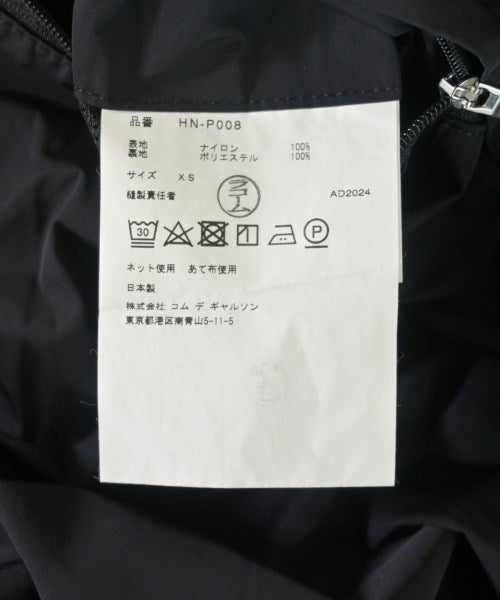 品番 HN-P008
表地 ナイロン 100%
裏地 ポリエステル 100%
サイズ XS
縫製責任者 AD2024
30 P
ネット使用 あて布使用
日本製
株式会社 コム デ ギャルソン
東京都港区南青山5-11-5